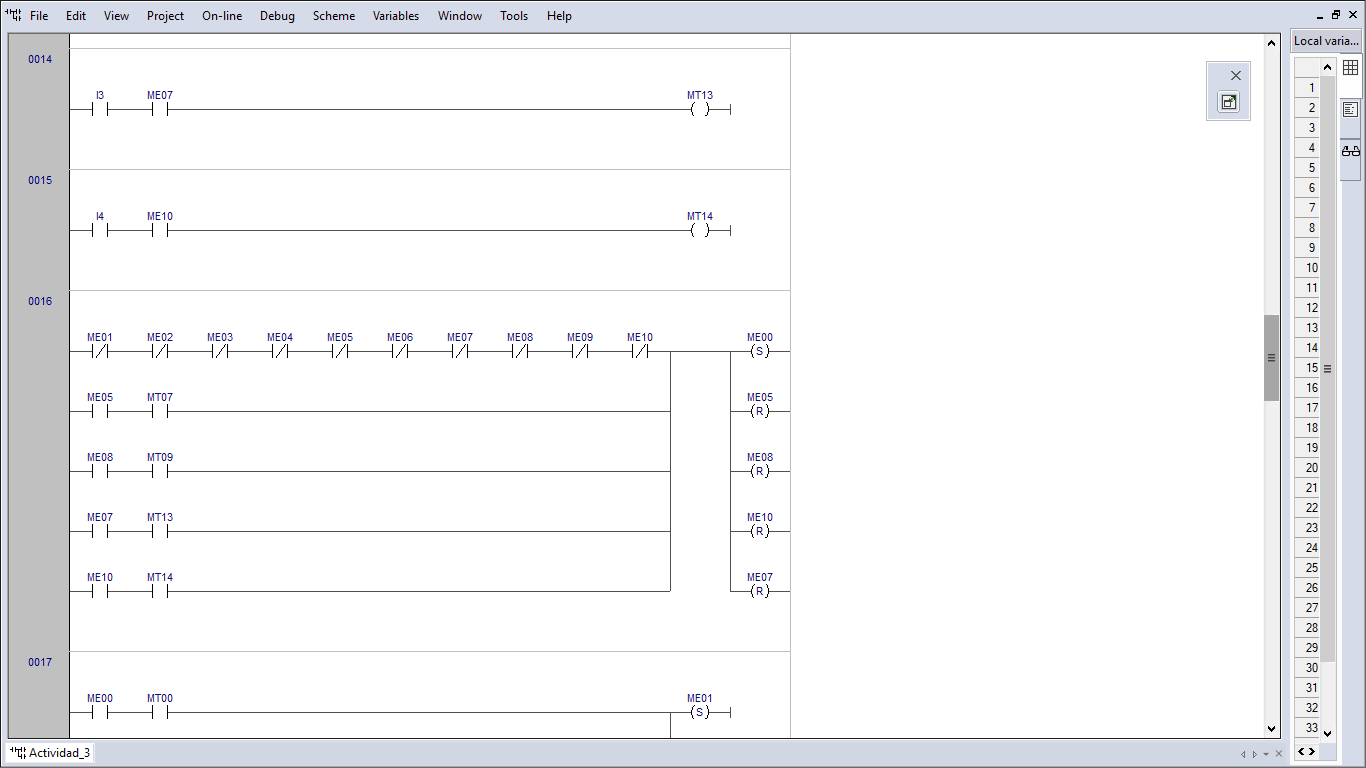 File Edit View Project On-line Debug Scheme Variables Window Tools Help
Local varia...
0014
I3 ME07 MT13
0015
I4 ME10 MT14
0016
ME01 ME02 ME03 ME04 ME05 ME06 ME07 ME08 ME09 ME10 ME00
S
ME05 MT07 ME05
R
ME08 MT09 ME08
R
ME07 MT13 ME10
R
ME10 MT14 ME07
R
0017
ME00 MT00 ME01
S
1
2
3
4
5
6
7
8
9
10
11
12
13
14
15
16
17
18
19
20
21
22
23
24
25
26
27
28
29
30
31
32
33
Actividad_3